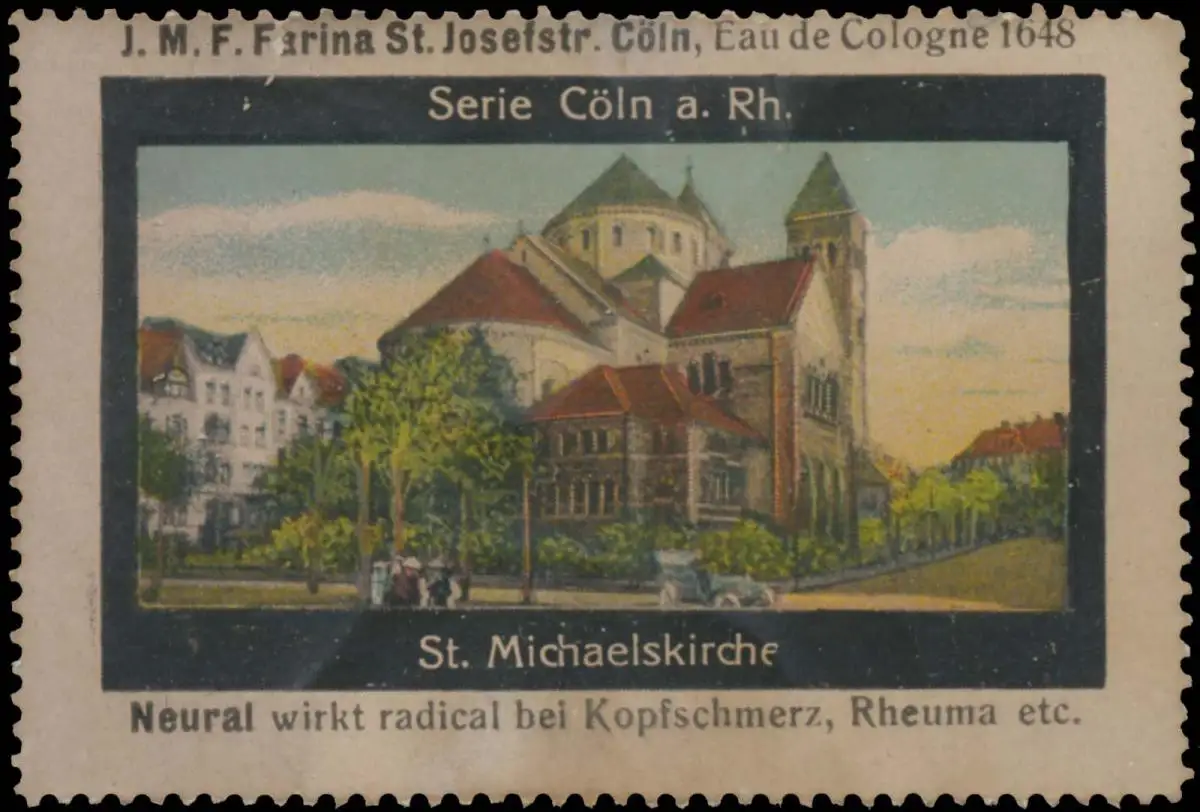 J. M. F. Farina St. Josefstr. Cöln, Eau de Cologne 1648
Serie Cöln a. Rh.
St. Michaelskirche
Neural wirkt radical bei Kopfschmerz, Rheuma etc.